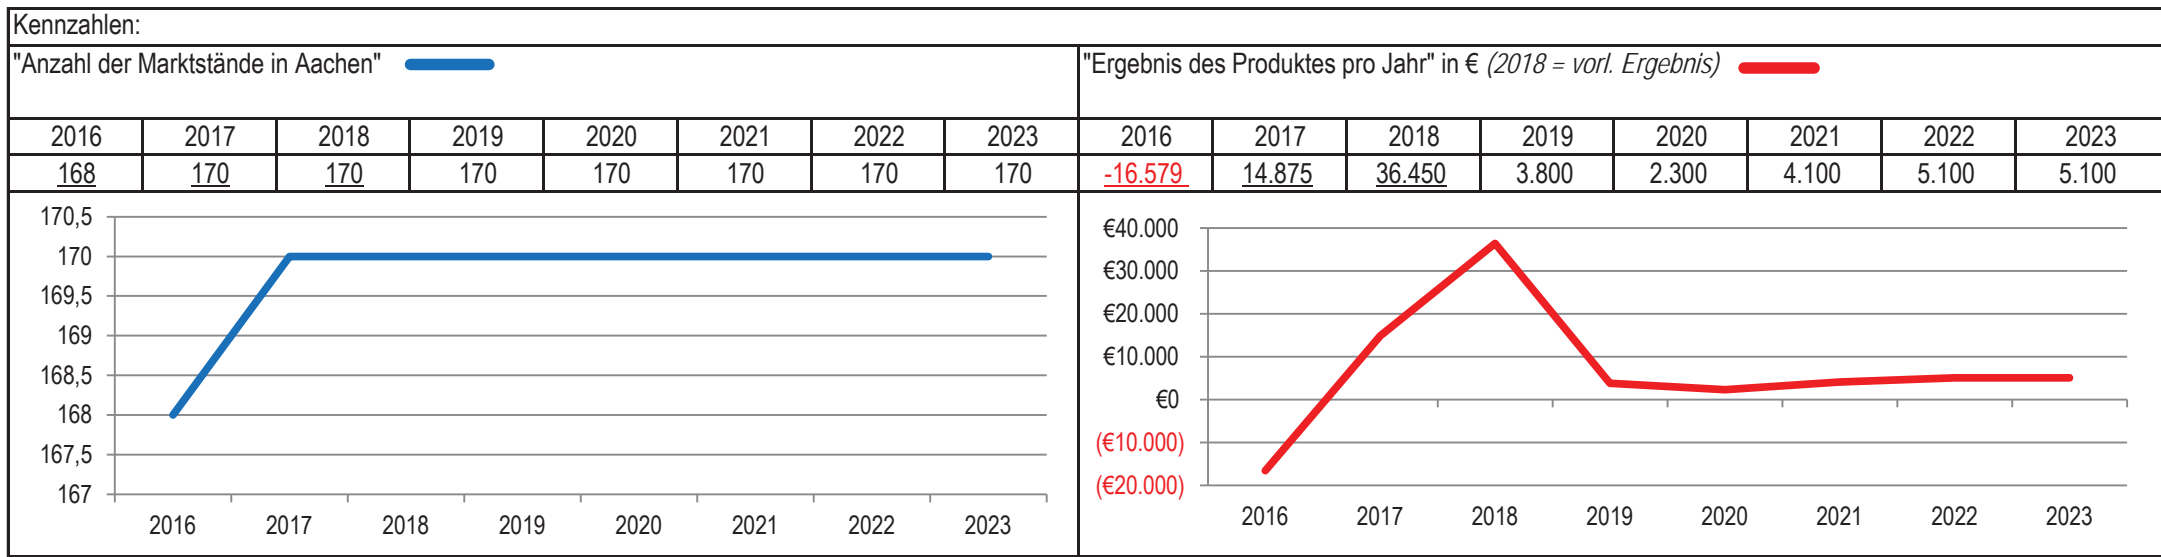 Kennzahlen:
"Anzahl der Marktstände in Aachen"
"Ergebnis des Produktes pro Jahr" in € (2018 = vorl. Ergebnis)
2016 2017 2018 2019 2020 2021 2022 2023
168 170 170 170 170 170 170 170
2016 2017 2018 2019 2020 2021 2022 2023
-16.579 14.875 36.450 3.800 2.300 4.100 5.100 5.100
170,5
170
169,5
169
168,5
168
167,5
167
2016 2017 2018 2019 2020 2021 2022 2023
€40.000
€30.000
€20.000
€10.000
€0
(€10.000)
(€20.000)
2016 2017 2018 2019 2020 2021 2022 2023